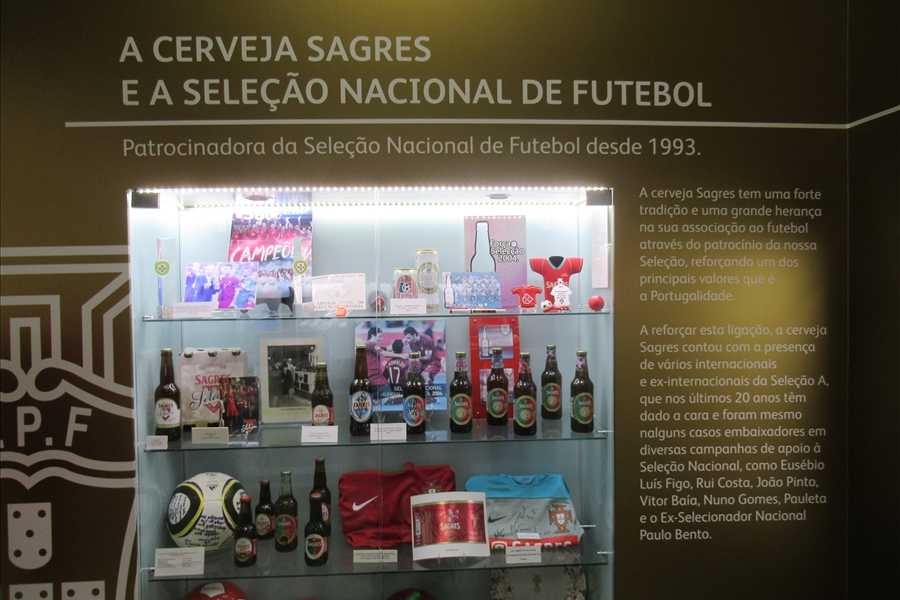 A CERVEJA SAGRES
E A SELEÇÃO NACIONAL DE FUTEBOL
Patrocinadora da Seleção Nacional de Futebol desde 1993.
A cerveja Sagres tem uma forte
tradição e uma grande herança
na sua associação ao futebol
através do patrocínio da nossa
Seleção, reforçando um dos
principais valores que é
a Portugalidade.
A reforçar esta ligação, a cerveja
Sagres contou com a presença
de vários internacionais
e ex-internacionais da Seleção A,
que nos últimos 20 anos têm
dado a cara e foram mesmo
nalguns casos embaixadores em
diversas campanhas de apoio à
Seleção Nacional, como Eusébio
Luís Figo, Rui Costa, João Pinto,
Vitor Baía, Nuno Gomes, Pauleta
e o Ex-Selecionador Nacional
Paulo Bento.
.P.F
CAMPEÕ
Força
Selecção
2004.
SAGRES
17
SAGRES